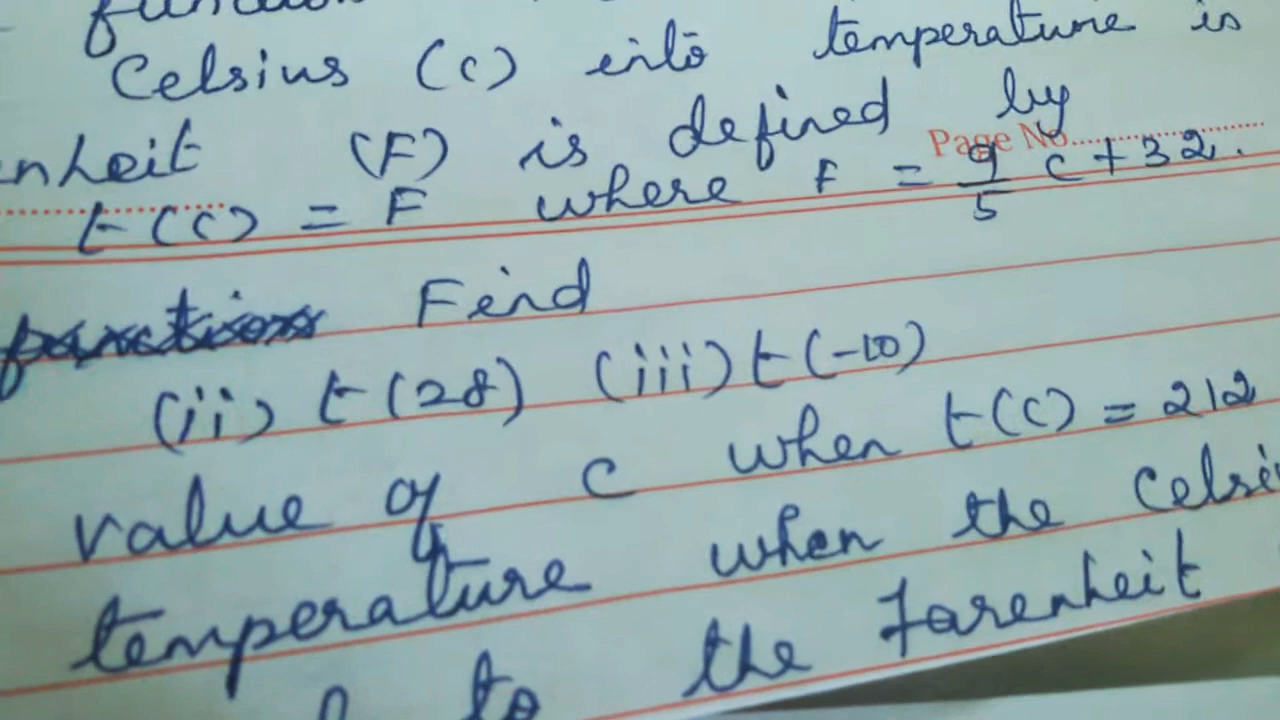 function
Celsius (C) into temperature is
nheit (F) is defined by
Page No.
t(C) = F where F = 9/5 C + 32.
Find
(ii) t(28) (iii) t(-10)
value of C when t(C) = 212
temperature when the Celsi
to the Farenheit